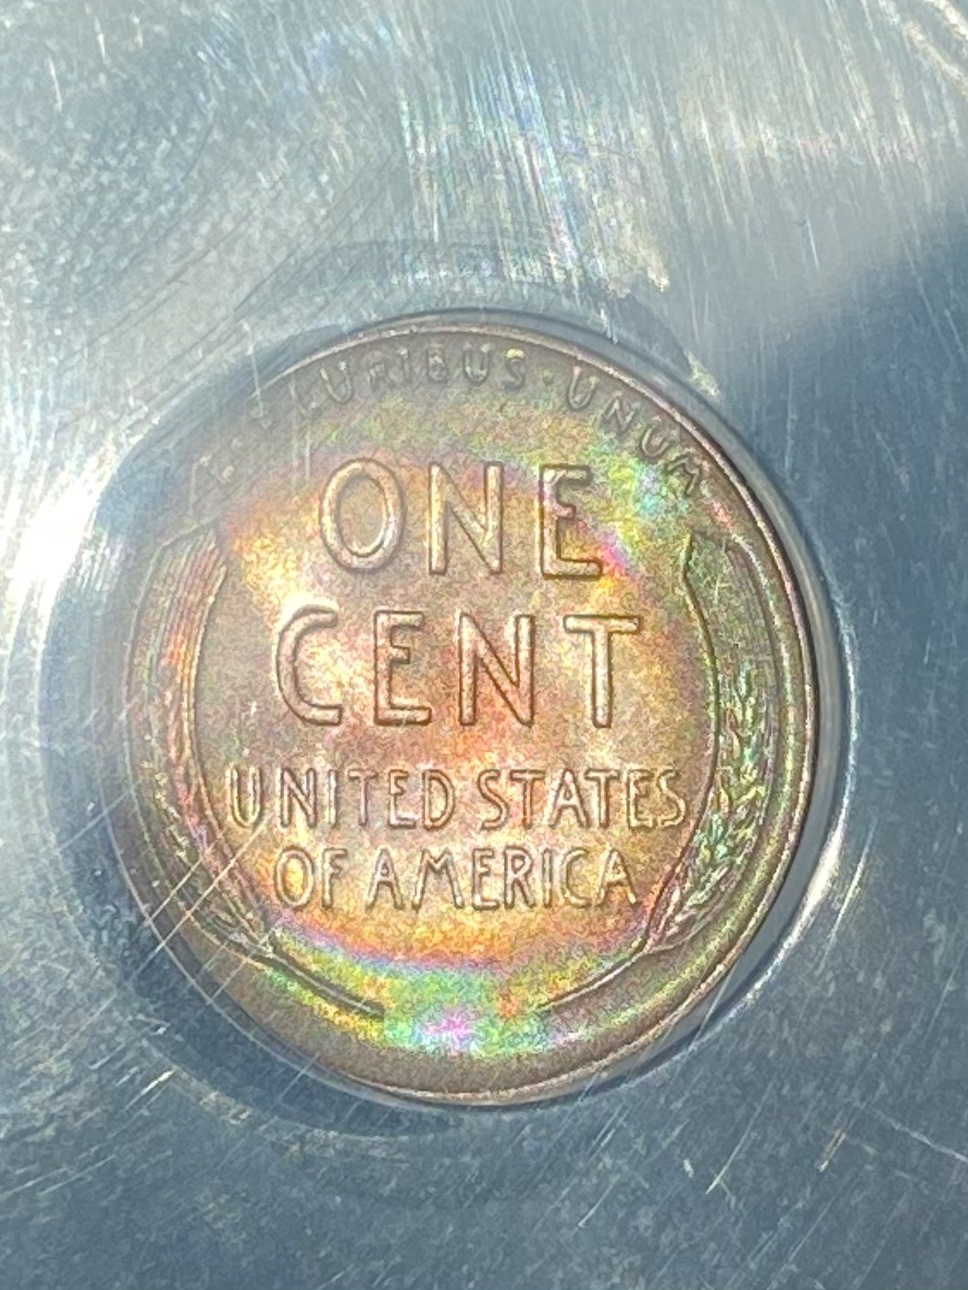 PLURIBUS · UNUM
ONE
CENT
UNITED STATES
OF AMERICA